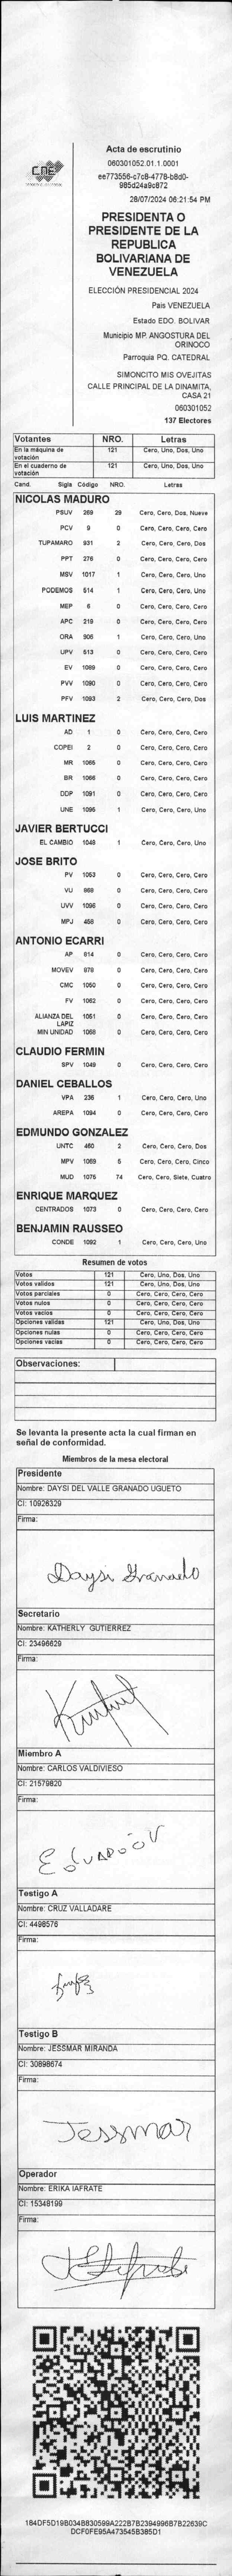 Acta de escrutinio
060301052.01.1.0001
CNE
ee773556-c7c8-4778-b8d0-
985d24a9c872
28/07/2024 06:21:54 PM
PRESIDENTA O
PRESIDENTE DE LA
REPUBLICA
BOLIVARIANA DE
VENEZUELA
ELECCIÓN PRESIDENCIAL 2024
Pais VENEZUELA
Estado EDO. BOLIVAR
Municipio MP. ANGOSTURA DEL
ORINOCO
Parroquia PQ. CATEDRAL
SIMONCITO MIS OVEJITAS
CALLE PRINCIPAL DE LA DINAMITA,
CASA 21
060301052
137 Electores
Votantes NRO. Letras
En la máquina de votación 121 Cero, Uno, Dos, Uno
En el cuaderno de votación 121 Cero, Uno, Dos, Uno
Cand. Sigla Código NRO. Letras
NICOLAS MADURO
PSUV 269 29 Cero, Cero, Dos, Nueve
PCV 9 0 Cero, Cero, Cero, Cero
TUPAMARO 931 2 Cero, Cero, Cero, Dos
PPT 276 0 Cero, Cero, Cero, Cero
MSV 1017 1 Cero, Cero, Cero, Uno
PODEMOS 514 1 Cero, Cero, Cero, Uno
MEP 6 0 Cero, Cero, Cero, Cero
APC 219 0 Cero, Cero, Cero, Cero
ORA 906 1 Cero, Cero, Cero, Uno
UPV 513 0 Cero, Cero, Cero, Cero
EV 1089 0 Cero, Cero, Cero, Cero
PVV 1090 0 Cero, Cero, Cero, Cero
PFV 1093 2 Cero, Cero, Cero, Dos
LUIS MARTINEZ
AD 1 0 Cero, Cero, Cero, Cero
COPEI 2 0 Cero, Cero, Cero, Cero
MR 1065 0 Cero, Cero, Cero, Cero
BR 1066 0 Cero, Cero, Cero, Cero
DDP 1091 0 Cero, Cero, Cero, Cero
UNE 1095 1 Cero, Cero, Cero, Uno
JAVIER BERTUCCI
EL CAMBIO 1048 1 Cero, Cero, Cero, Uno
JOSE BRITO
PV 1053 0 Cero, Cero, Cero, Cero
VU 868 0 Cero, Cero, Cero, Cero
UVV 1096 0 Cero, Cero, Cero, Cero
MPJ 458 0 Cero, Cero, Cero, Cero
ANTONIO ECARRI
AP 814 0 Cero, Cero, Cero, Cero
MOVEV 978 0 Cero, Cero, Cero, Cero
CMC 1050 0 Cero, Cero, Cero, Cero
FV 1062 0 Cero, Cero, Cero, Cero
ALIANZA DEL LAPIZ 1051 0 Cero, Cero, Cero, Cero
MIN UNIDAD 1068 0 Cero, Cero, Cero, Cero
CLAUDIO FERMIN
SPV 1049 0 Cero, Cero, Cero, Cero
DANIEL CEBALLOS
VPA 236 1 Cero, Cero, Cero, Uno
AREPA 1094 0 Cero, Cero, Cero, Cero
EDMUNDO GONZALEZ
UNTC 460 2 Cero, Cero, Cero, Dos
MPV 1069 5 Cero, Cero, Cero, Cinco
MUD 1075 74 Cero, Cero, Siete, Cuatro
ENRIQUE MARQUEZ
CENTRADOS 1073 0 Cero, Cero, Cero, Cero
BENJAMIN RAUSSEO
CONDE 1092 1 Cero, Cero, Cero, Uno
Resumen de votos
Votos 121 Cero, Uno, Dos, Uno
Votos validos 121 Cero, Uno, Dos, Uno
Votos parciales 0 Cero, Cero, Cero, Cero
Votos nulos 0 Cero, Cero, Cero, Cero
Votos vacios 0 Cero, Cero, Cero, Cero
Opciones validas 121 Cero, Uno, Dos, Uno
Opciones nulas 0 Cero, Cero, Cero, Cero
Opciones vacias 0 Cero, Cero, Cero, Cero
Observaciones:
Se levanta la presente acta la cual firman en
señal de conformidad.
Miembros de la mesa electoral
Presidente
Nombre: DAYSI DEL VALLE GRANADO UGUETO
CI: 10926329
Firma:
Daysi Granado
Secretario
Nombre: KATHERLY GUTIERREZ
CI: 23496629
Firma:
Miembro A
Nombre: CARLOS VALDIVIESO
CI: 21579820
Firma:
Testigo A
Nombre: CRUZ VALLADARE
CI: 4498576
Firma:
Testigo B
Nombre: JESSMAR MIRANDA
CI: 30898674
Firma:
Jessmar
Operador
Nombre: ERIKA IAFRATE
CI: 15348199
Firma:
184DF5D19B034B830599A222B7B2394996B7B22639C
DCF0FE95A473545B385D1